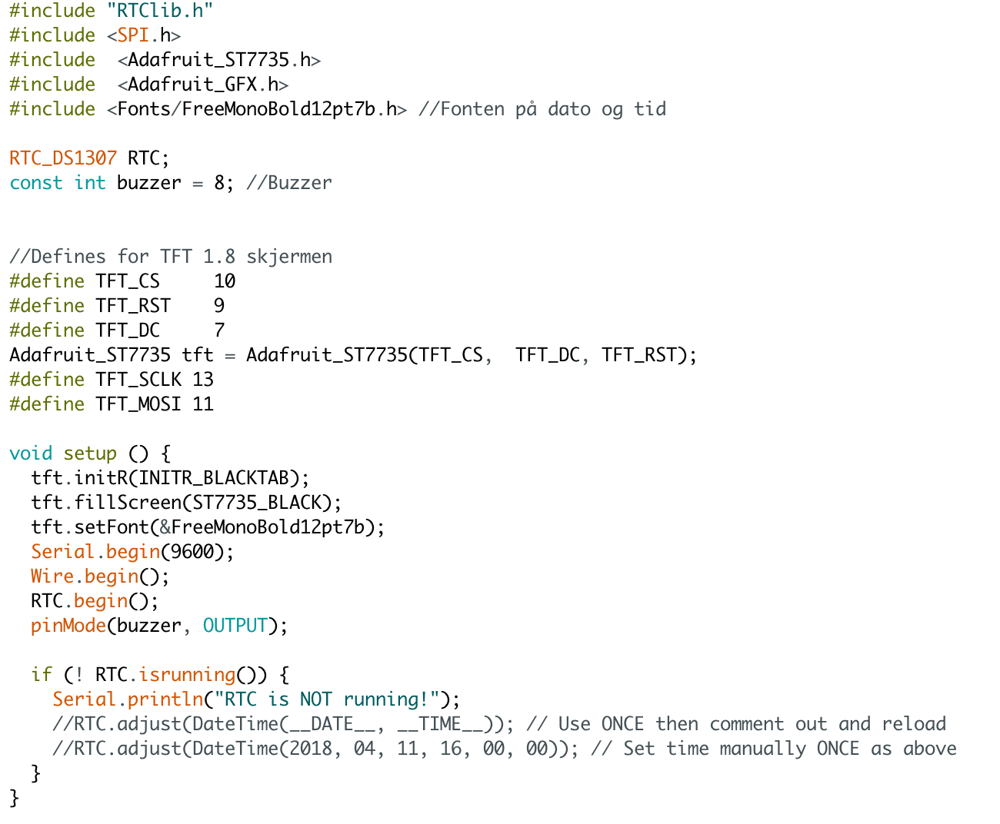 #include "RTClib.h"
#include <SPI.h>
#include  <Adafruit_ST7735.h>
#include  <Adafruit_GFX.h>
#include <Fonts/FreeMonoBold12pt7b.h> //Fonten på dato og tid

RTC_DS1307 RTC;
const int buzzer = 8; //Buzzer


//Defines for TFT 1.8 skjermen
#define TFT_CS     10
#define TFT_RST    9
#define TFT_DC     7
Adafruit_ST7735 tft = Adafruit_ST7735(TFT_CS,  TFT_DC, TFT_RST);
#define TFT_SCLK 13
#define TFT_MOSI 11

void setup () {
  tft.initR(INITR_BLACKTAB);
  tft.fillScreen(ST7735_BLACK);
  tft.setFont(&FreeMonoBold12pt7b);
  Serial.begin(9600);
  Wire.begin();
  RTC.begin();
  pinMode(buzzer, OUTPUT);

  if (! RTC.isrunning()) {
    Serial.println("RTC is NOT running!");
    //RTC.adjust(DateTime(__DATE__, __TIME__)); // Use ONCE then comment out and reload
    //RTC.adjust(DateTime(2018, 04, 11, 16, 00, 00)); // Set time manually ONCE as above
  }
}